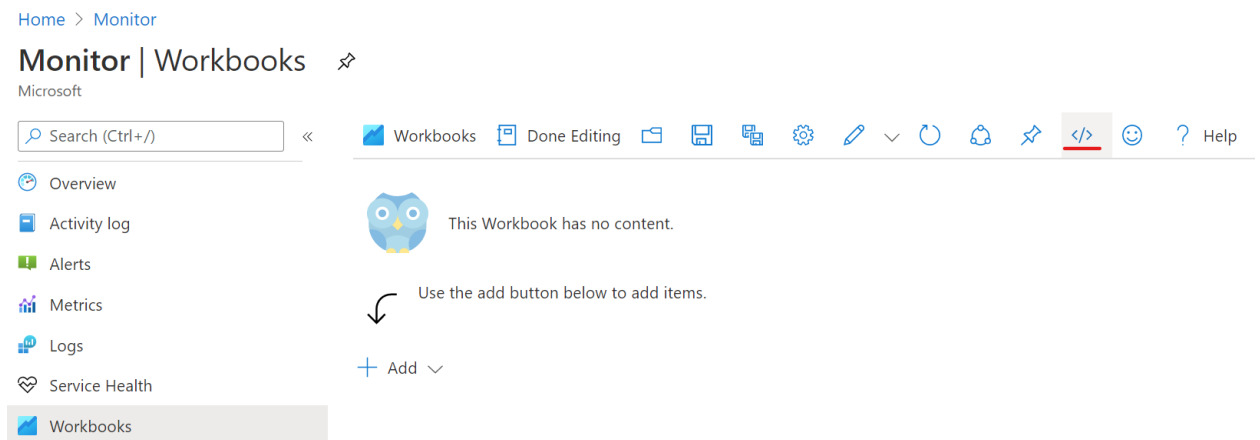 Home > Monitor
Monitor | Workbooks
Microsoft
Search (Ctrl+/)
«
Workbooks Done Editing </> ? Help
Overview
Activity log
Alerts
Metrics
Logs
Service Health
Workbooks
This Workbook has no content.
Use the add button below to add items.
+ Add